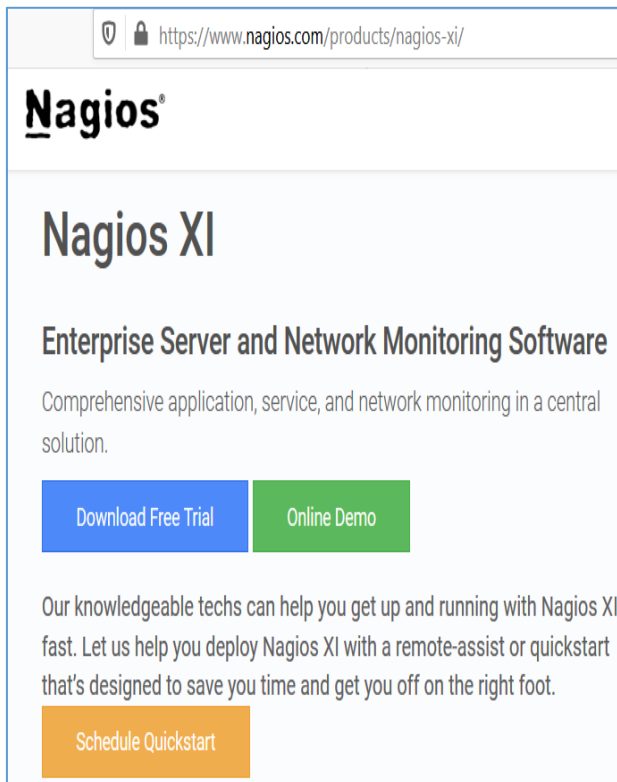 https://www.nagios.com/products/nagios-xi/
Nagios®
Nagios XI
Enterprise Server and Network Monitoring Software
Comprehensive application, service, and network monitoring in a central
solution.
Download Free Trial Online Demo
Our knowledgeable techs can help you get up and running with Nagios XI
fast. Let us help you deploy Nagios XI with a remote-assist or quickstart
that's designed to save you time and get you off on the right foot.
Schedule Quickstart